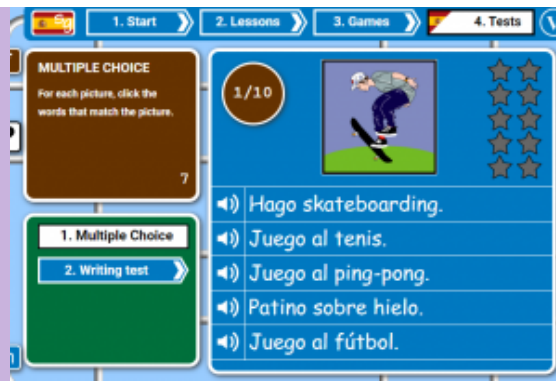 1. Start
2. Lessons
3. Games
4. Tests
MULTIPLE CHOICE
For each picture, click the
words that match the picture.
7
1. Multiple Choice
2. Writing test
1/10
Hago skateboarding.
Juego al tenis.
Juego al ping-pong.
Patino sobre hielo.
Juego al fútbol.